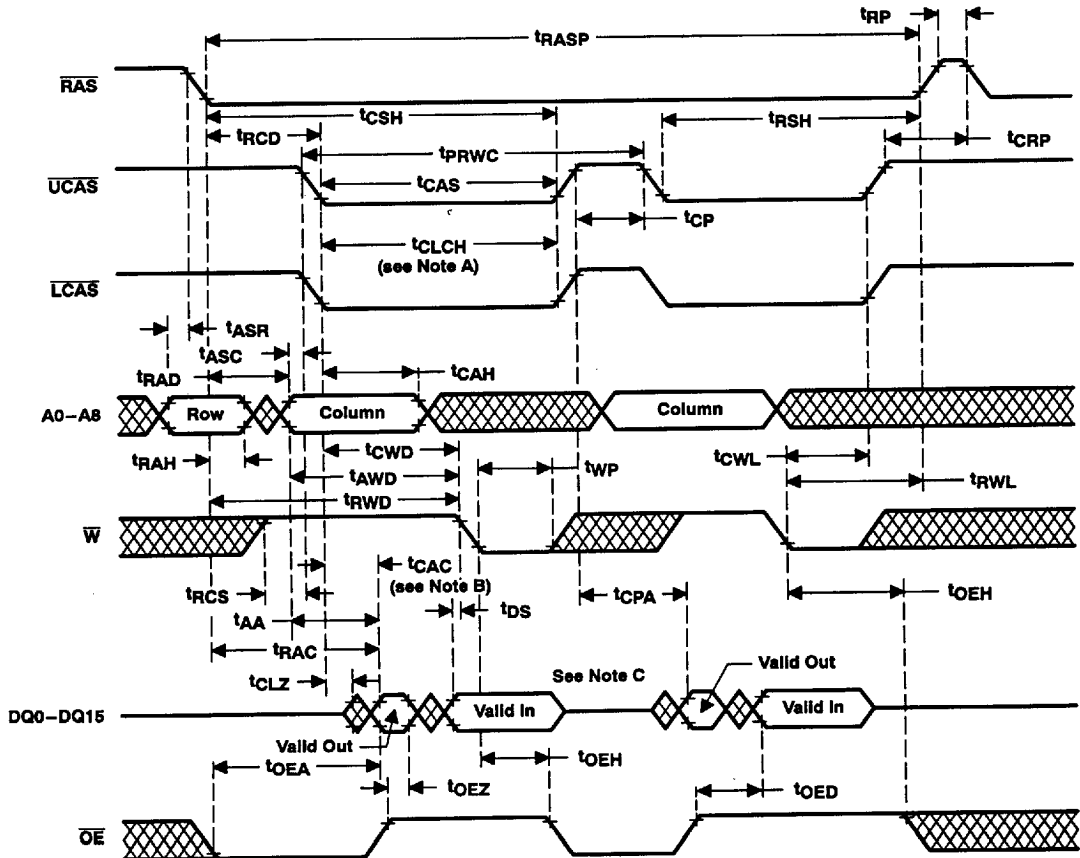 tRP
tRASP
RAS
tCSH
tRCD
tRSH
tCRP
tPRWC
UCAS
tCAS
tCP
tCLCH
(see Note A)
LCAS
tASR
tASC
tRAD
tCAH
A0–A8
Row
Column
Column
tRAH
tCWD
tWP
tCWL
tAWD
tRWL
tRWD
W
tCAC
(see Note B)
tRCS
tCPA
tOEH
tAA
tDS
tRAC
tCLZ
See Note C
Valid Out
DQ0–DQ15
Valid In
Valid In
Valid Out
tOEA
tOEH
tOEZ
tOED
OE